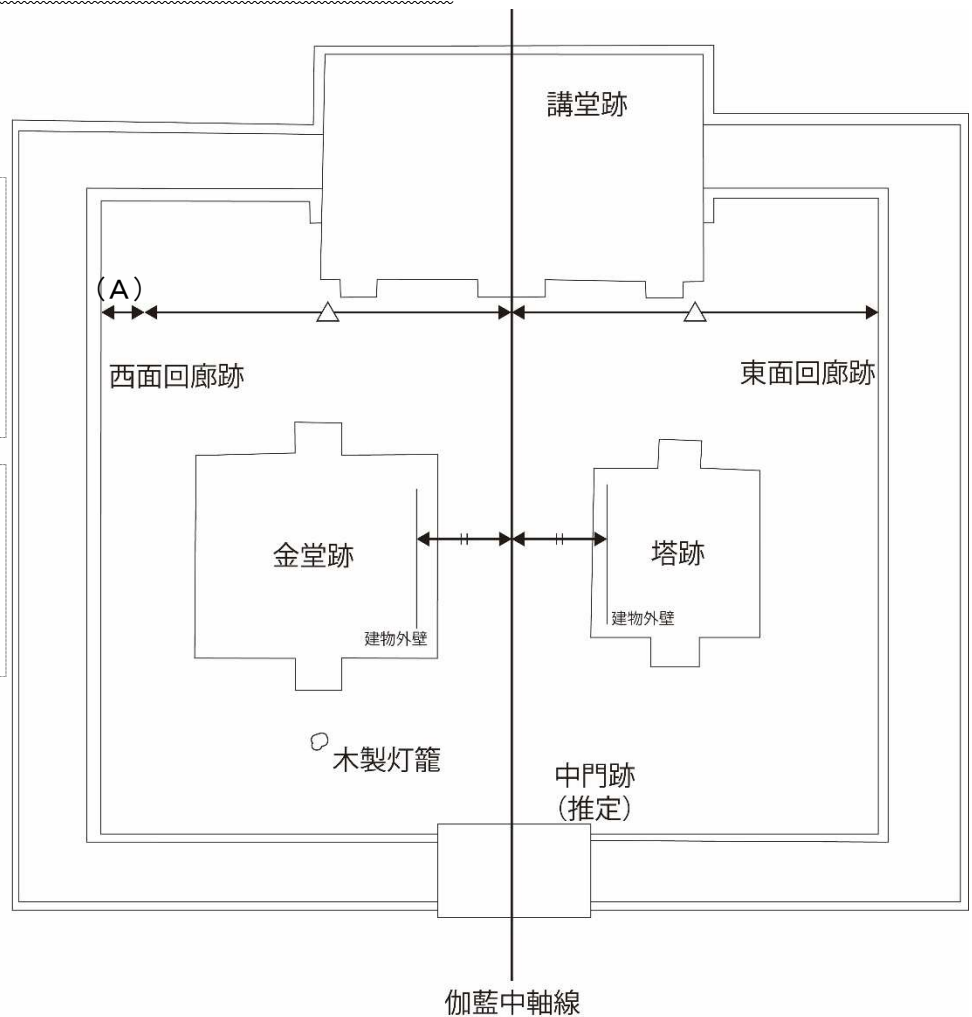 講堂跡
（A）
西面回廊跡
東面回廊跡
金堂跡
塔跡
建物外壁
建物外壁
木製灯籠
中門跡
（推定）
伽藍中軸線